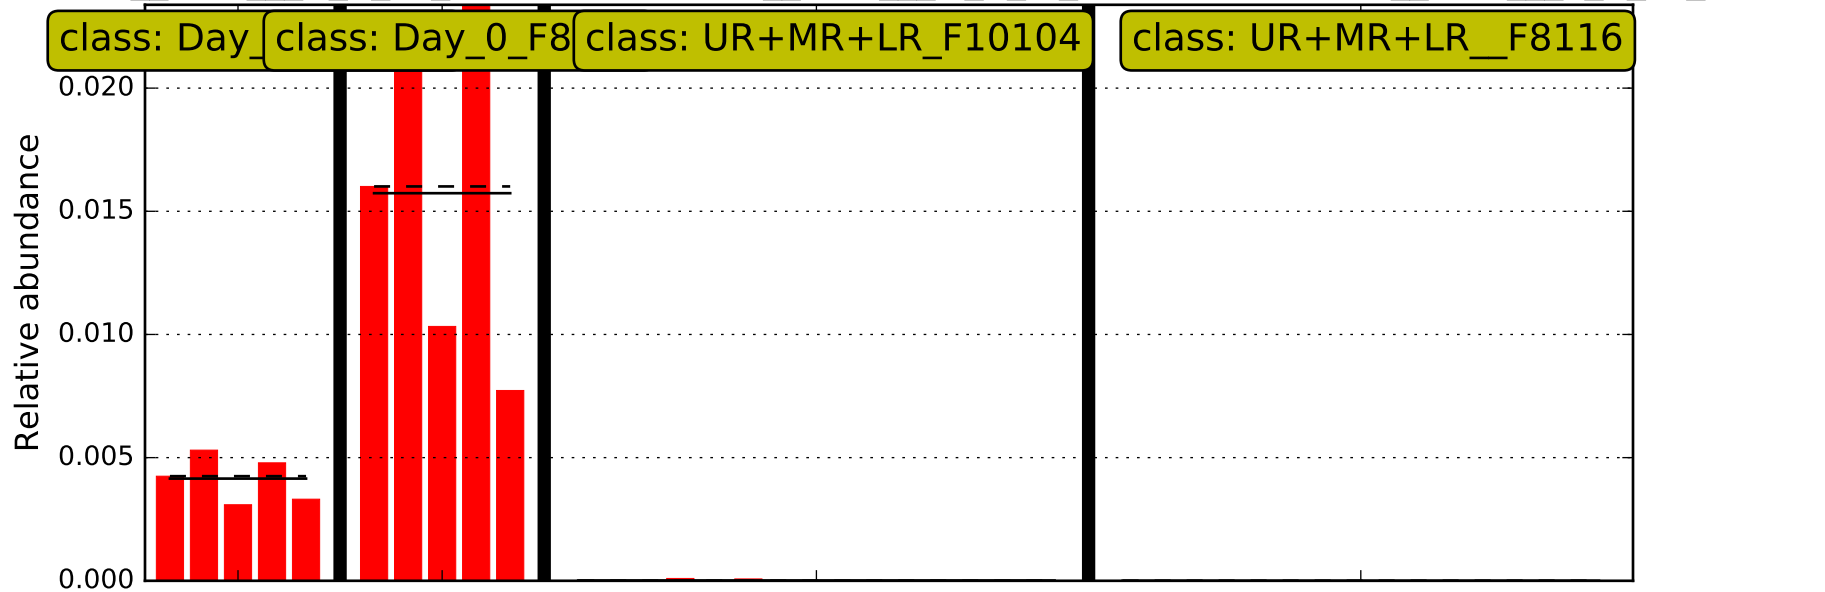 class: Day_
class: Day_0_F8
class: UR+MR+LR_F10104
class: UR+MR+LR__F8116
0.020
0.015
0.010
0.005
0.000
Relative abundance